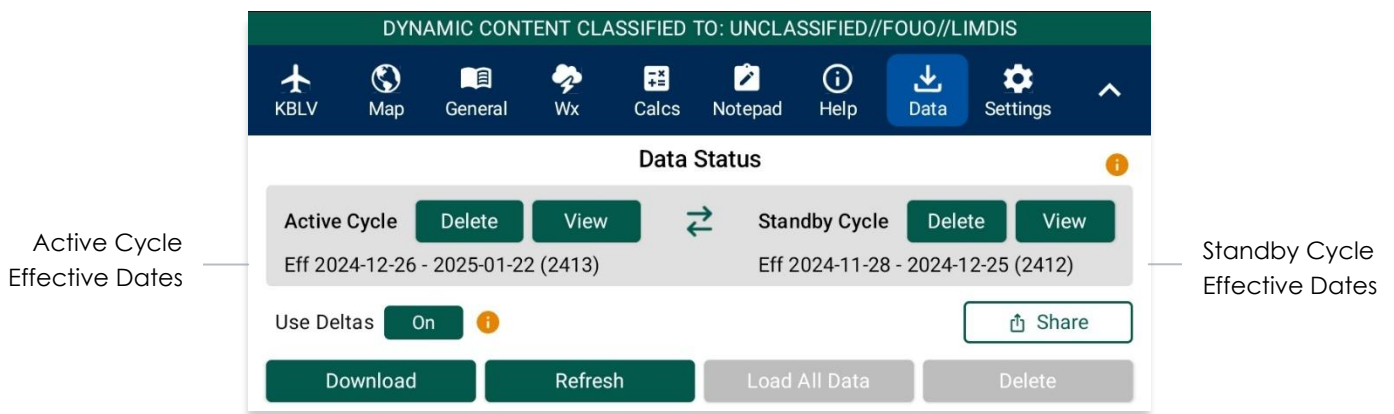 DYNAMIC CONTENT CLASSIFIED TO: UNCLASSIFIED//FOUO//LIMDIS
KBLV Map General Wx Calcs Notepad Help Data Settings
Data Status
Active Cycle Delete View Standby Cycle Delete View
Eff 2024-12-26 - 2025-01-22 (2413) Eff 2024-11-28 - 2024-12-25 (2412)
Active Cycle
Effective Dates
Standby Cycle
Effective Dates
Use Deltas On Share
Download Refresh Load All Data Delete